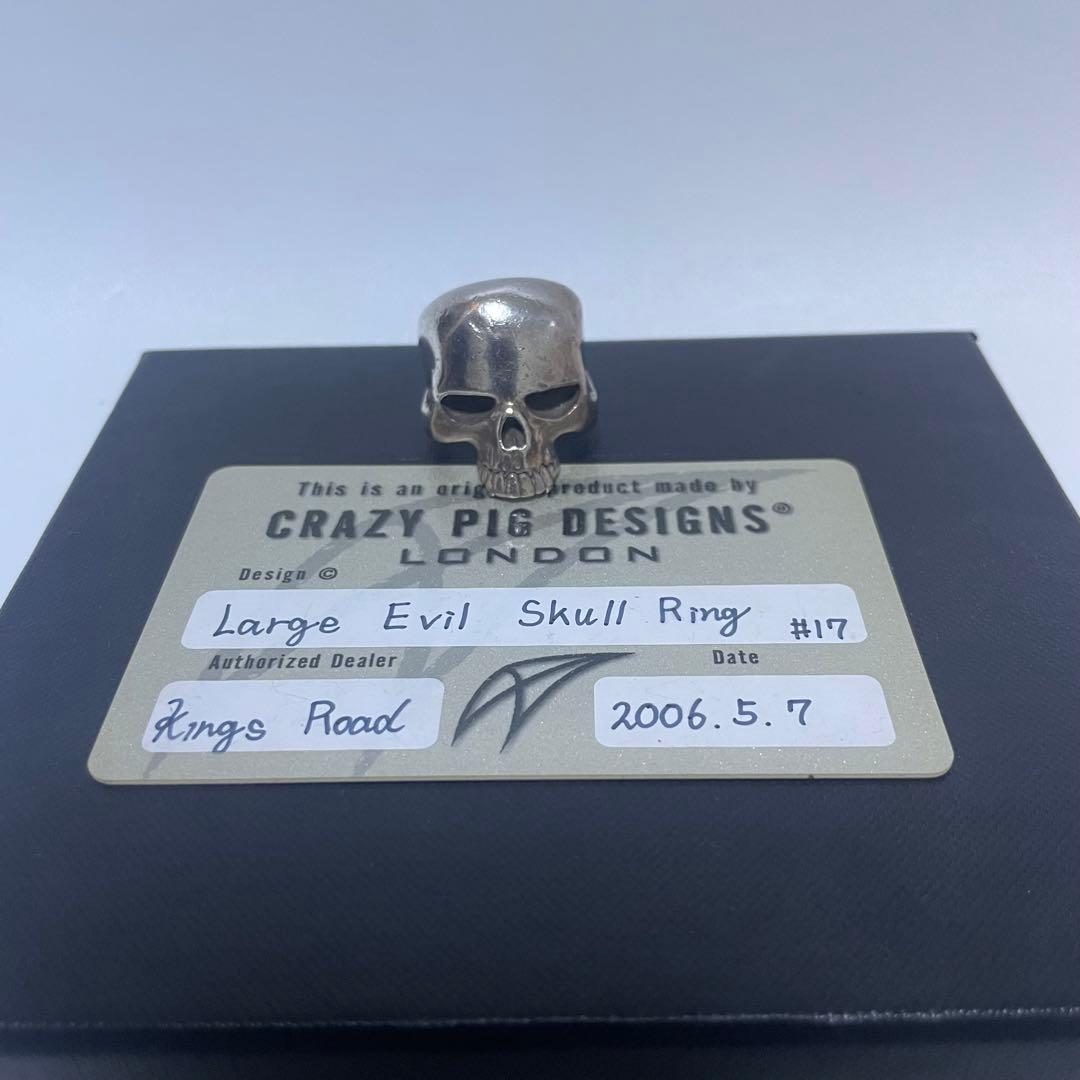 This is an orig product made by
CRAZY PIG DESIGNS®
LONDON
Design ©
Large Evil Skull Ring #17
Authorized Dealer
Date
Kings Road
2006.5.7